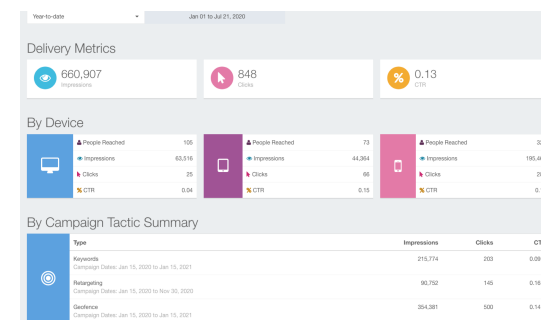 Year-to-date Jan 01 to Jul 21, 2020
Delivery Metrics
660,907 848 0.13
Impressions Clicks CTR
By Device
People Reached 105 People Reached 73 People Reached
Impressions 63,516 Impressions 44,364 Impressions
Clicks 25 Clicks 66 Clicks
% CTR 0.04 % CTR 0.15 % CTR
By Campaign Tactic Summary
Type Impressions Clicks
Keywords 215,774 203 0.09
Campaign Dates: Jan 15, 2020 to Jan 15, 2021
Retargeting 90,752 145 0.16
Campaign Dates: Jan 15, 2020 to Nov 30, 2020
Geofence 354,381 500 0.14
Campaign Dates: Jan 15, 2020 to Jan 15, 2021